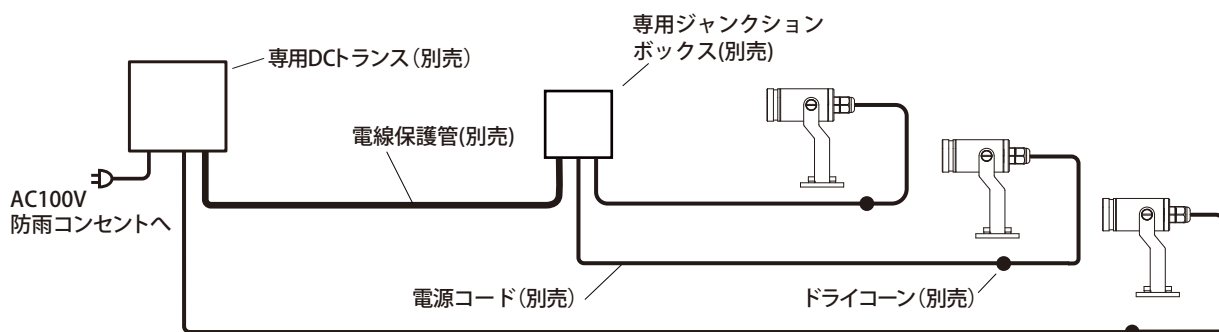 専用DCトランス（別売）
専用ジャンクション
ボックス(別売)
電線保護管(別売)
AC100V
防雨コンセントへ
電源コード（別売）
ドライコーン（別売）